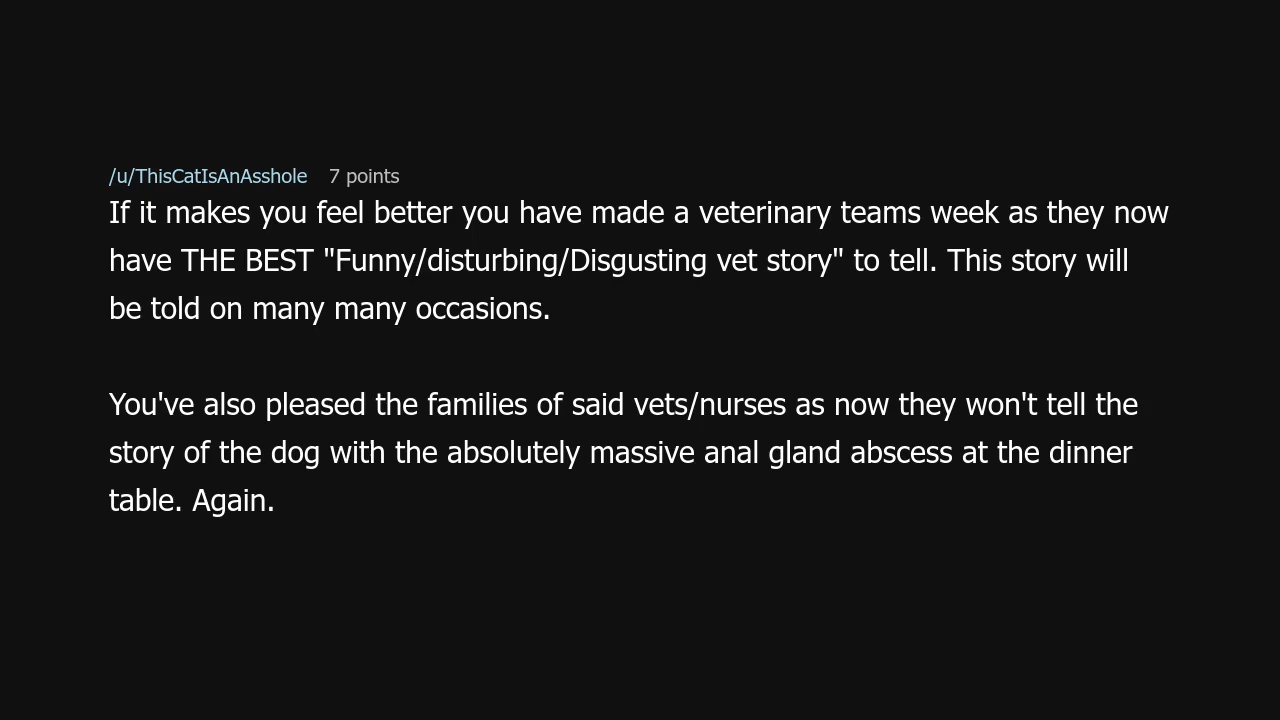 /u/ThisCatIsAnAsshole 7 points
If it makes you feel better you have made a veterinary teams week as they now
have THE BEST "Funny/disturbing/Disgusting vet story" to tell. This story will
be told on many many occasions.
You've also pleased the families of said vets/nurses as now they won't tell the
story of the dog with the absolutely massive anal gland abscess at the dinner
table. Again.